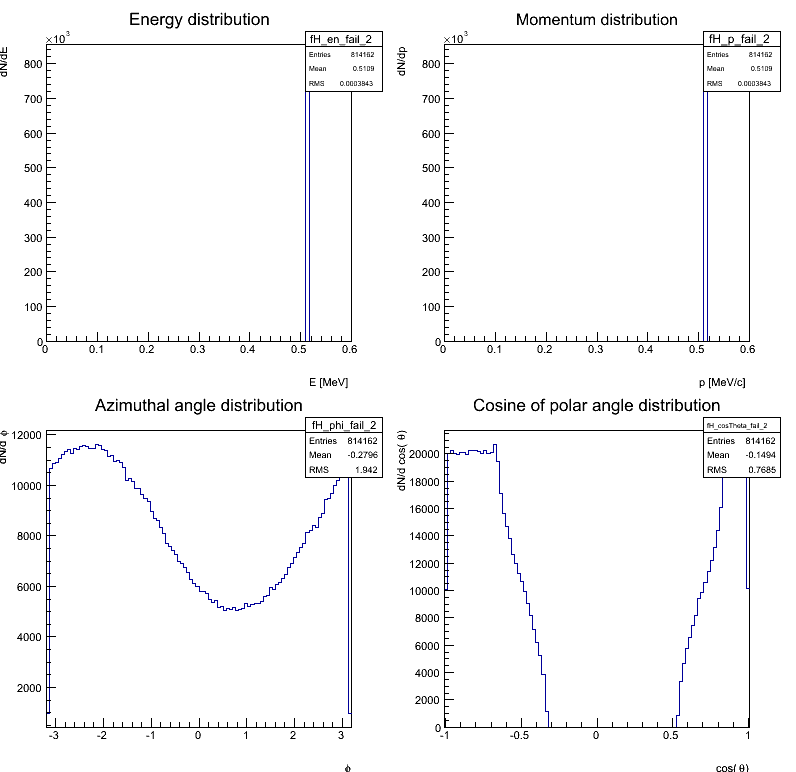 Energy distribution
×10³
dN/dE
fH_en_fail_2
Entries 814162
Mean 0.5109
RMS 0.0003843
800
700
600
500
400
300
200
100
0
0 0.1 0.2 0.3 0.4 0.5 0.6
E [MeV]
Momentum distribution
×10³
dN/dp
fH_p_fail_2
Entries 814162
Mean 0.5109
RMS 0.0003843
800
700
600
500
400
300
200
100
0
0 0.1 0.2 0.3 0.4 0.5 0.6
p [MeV/c]
Azimuthal angle distribution
dN/d ϕ
fH_phi_fail_2
Entries 814162
Mean -0.2796
RMS 1.942
12000
10000
8000
6000
4000
2000
-3 -2 -1 0 1 2 3
ϕ
Cosine of polar angle distribution
dN/d cos( θ)
fH_cosTheta_fail_2
Entries 814162
Mean -0.1494
RMS 0.7685
20000
18000
16000
14000
12000
10000
8000
6000
4000
2000
0
-1 -0.5 0 0.5 1
cos(θ)